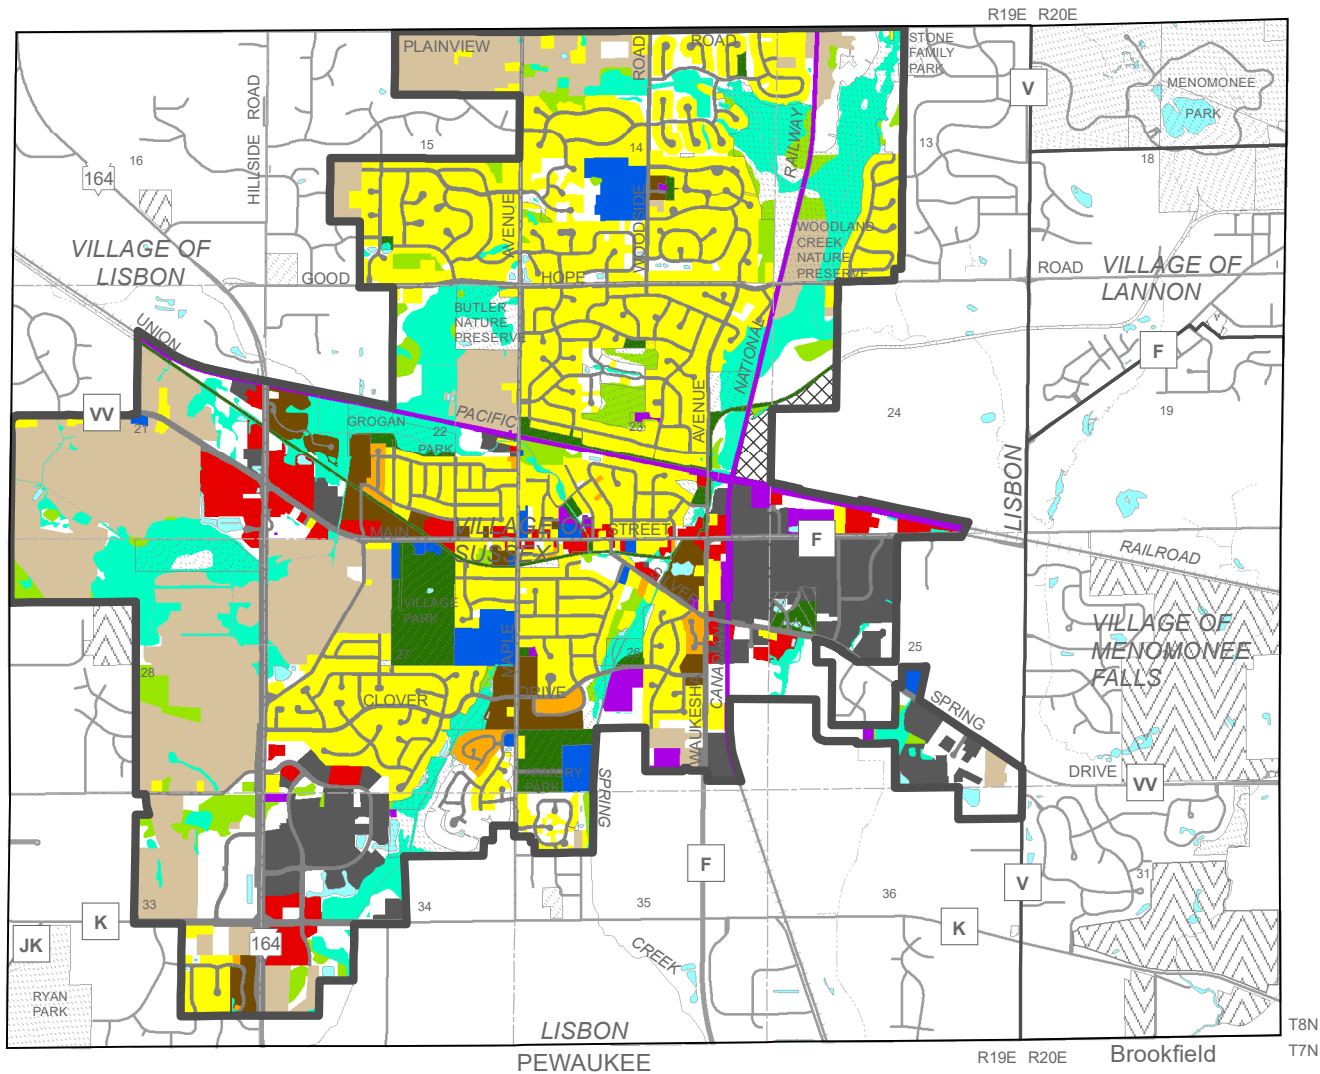 R19E R20E
PLAINVIEW
ROAD
ROAD
STONE
FAMILY
PARK
V
MENOMONEE
PARK
HILLSIDE ROAD
16
15
14
13
18
164
RAILWAY
AVENUE
WOODSIDE
WOODLAND
CREEK
NATURE
PRESERVE
VILLAGE OF
LISBON
GOOD
HOPE
ROAD
VILLAGE OF
LANNON
UNION
BUTLER
NATURE
PRESERVE
NATIONAL
F
VV
21
GROGAN
PARK
22
PACIFIC
23
AVENUE
24
19
LISBON
MAIN
VILLAGE OF
SUSSEX
STREET
F
RAILROAD
VILLAGE
PARK
SILVER
VILLAGE OF
MENOMONEE
FALLS
28
27
MAPLE
26
25
CLOVER
DRIVE
WAUKESHA
CANADIAN
SPRING
PARK
SPRING
DRIVE
VV
F
V
31
33
34
35
36
K
K
JK
164
CREEK
RYAN
PARK
LISBON
PEWAUKEE
R19E R20E
Brookfield
T8N
T7N